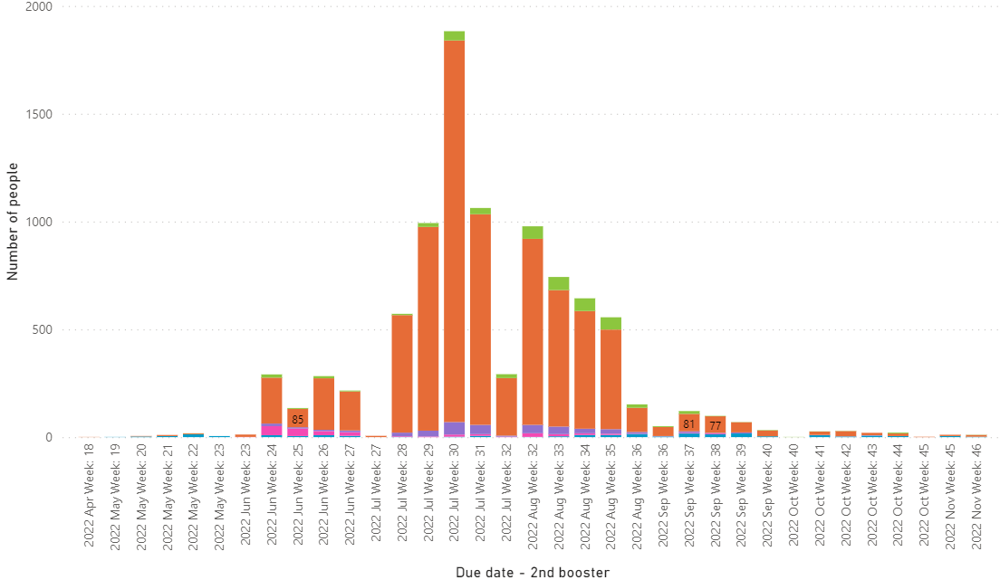 2000
1500
1000
500
0
Number of people
85
81
77
2022 Apr Week: 18
2022 May Week: 19
2022 May Week: 20
2022 May Week: 21
2022 May Week: 22
2022 May Week: 23
2022 Jun Week: 23
2022 Jun Week: 24
2022 Jun Week: 25
2022 Jun Week: 26
2022 Jun Week: 27
2022 Jul Week: 27
2022 Jul Week: 28
2022 Jul Week: 29
2022 Jul Week: 30
2022 Jul Week: 31
2022 Jul Week: 32
2022 Aug Week: 32
2022 Aug Week: 33
2022 Aug Week: 34
2022 Aug Week: 35
2022 Aug Week: 36
2022 Sep Week: 36
2022 Sep Week: 37
2022 Sep Week: 38
2022 Sep Week: 39
2022 Sep Week: 40
2022 Oct Week: 40
2022 Oct Week: 41
2022 Oct Week: 42
2022 Oct Week: 43
2022 Oct Week: 44
2022 Oct Week: 45
2022 Nov Week: 45
2022 Nov Week: 46
Due date - 2nd booster